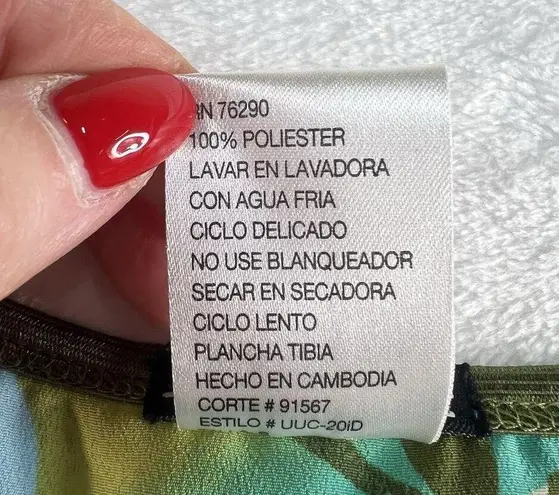 RN 76290
100% POLIESTER
LAVAR EN LAVADORA
CON AGUA FRIA
CICLO DELICADO
NO USE BLANQUEADOR
SECAR EN SECADORA
CICLO LENTO
PLANCHA TIBIA
HECHO EN CAMBODIA
CORTE # 91567
ESTILO # UUC-20iD